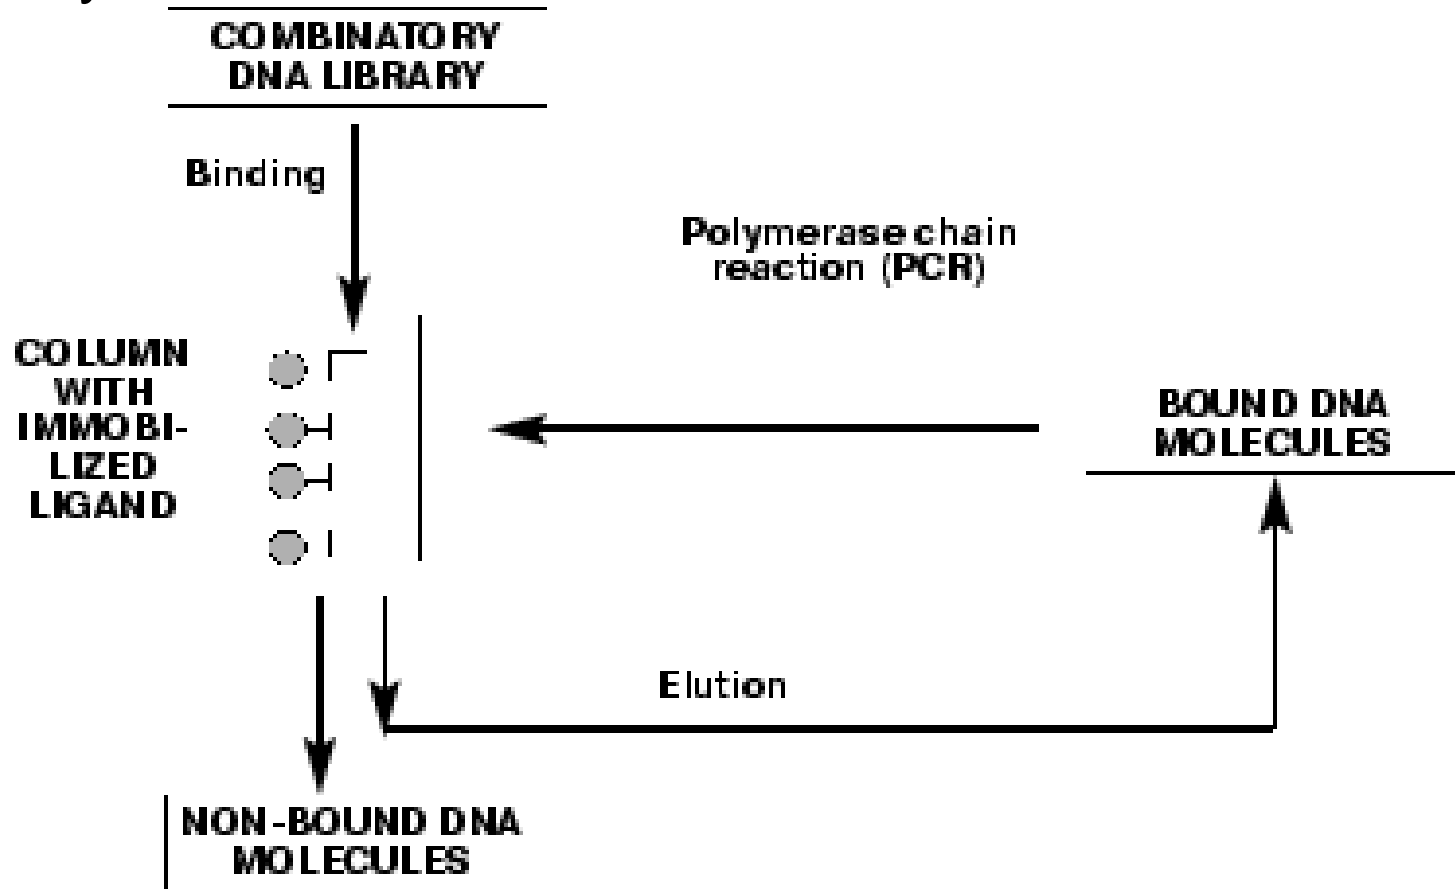 COMBINATORY
DNA LIBRARY
Binding
Polymerase chain
reaction (PCR)
COLUMN
WITH
IMMOBI-
LIZED
LIGAND
BOUND DNA
MOLECULES
Elution
NON-BOUND DNA
MOLECULES